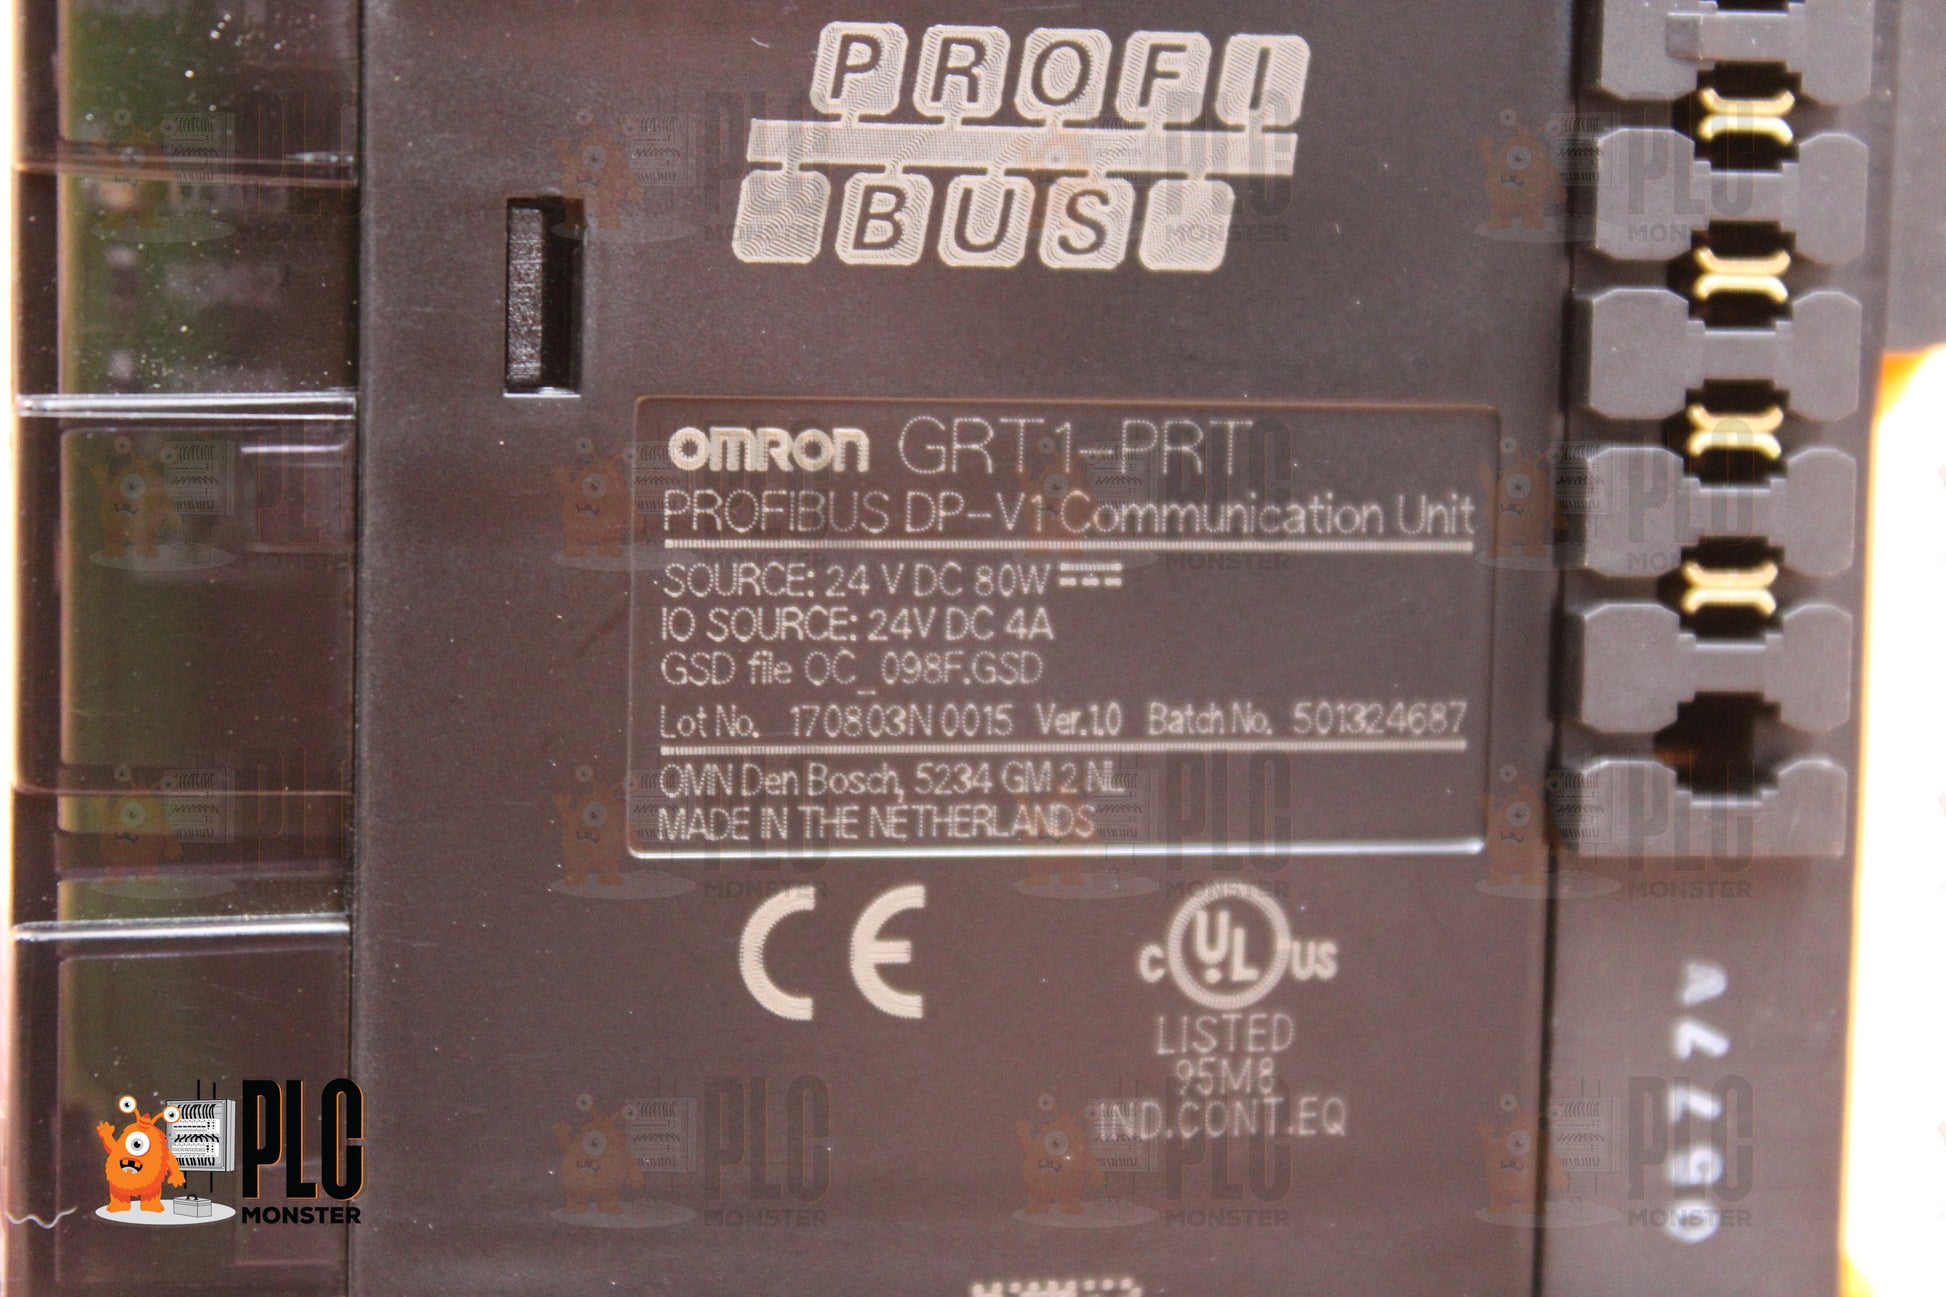 PROFI
BUS
OMRON GRT1-PRT
PROFIBUS DP-V1 Communication Unit
SOURCE: 24 V DC 80W
IO SOURCE: 24V DC 4A
GSD file OC_098F.GSD
Lot No. 170803N 0015 Ver.1.0 Batch No. 501324687
OMN Den Bosch, 5234 GM 2 NL
MADE IN THE NETHERLANDS
CE
C UL US
LISTED
95M8
IND.CONT.EQ
PLC
MONSTER